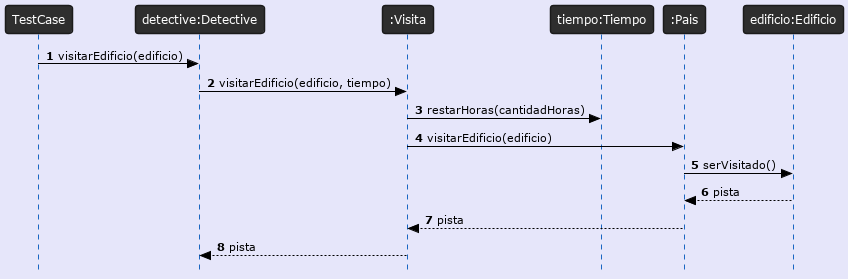 TestCase
detective:Detective
:Visita
tiempo:Tiempo
:Pais
edificio:Edificio
1 visitarEdificio(edificio)
2 visitarEdificio(edificio, tiempo)
3 restarHoras(cantidadHoras)
4 visitarEdificio(edificio)
5 serVisitado()
6 pista
7 pista
8 pista